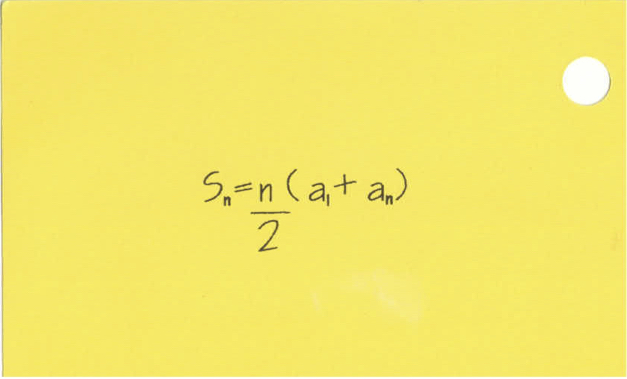 Sₙ = n/2 (a₁ + aₙ)